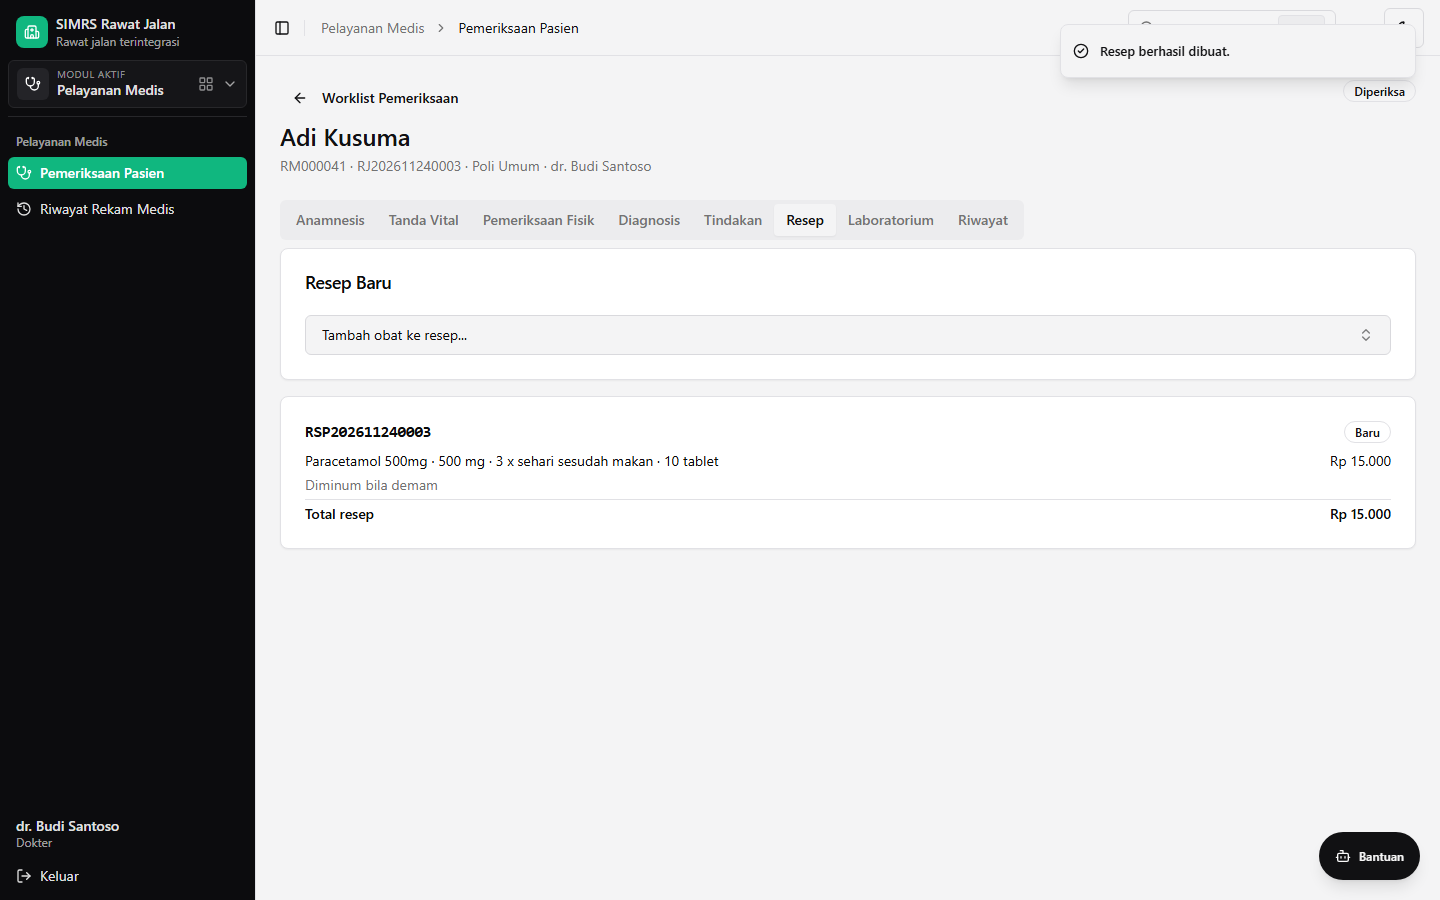 SIMRS Rawat Jalan
Rawat jalan terintegrasi
MODUL AKTIF
Pelayanan Medis
Pelayanan Medis
Pemeriksaan Pasien
Riwayat Rekam Medis
dr. Budi Santoso
Dokter
Keluar
Pelayanan Medis > Pemeriksaan Pasien
Resep berhasil dibuat.
Worklist Pemeriksaan
Diperiksa
Adi Kusuma
RM000041 · RJ202611240003 · Poli Umum · dr. Budi Santoso
Anamnesis Tanda Vital Pemeriksaan Fisik Diagnosis Tindakan Resep Laboratorium Riwayat
Resep Baru
Tambah obat ke resep...
RSP202611240003 Baru
Paracetamol 500mg · 500 mg · 3 x sehari sesudah makan · 10 tablet Rp 15.000
Diminum bila demam
Total resep Rp 15.000
Bantuan